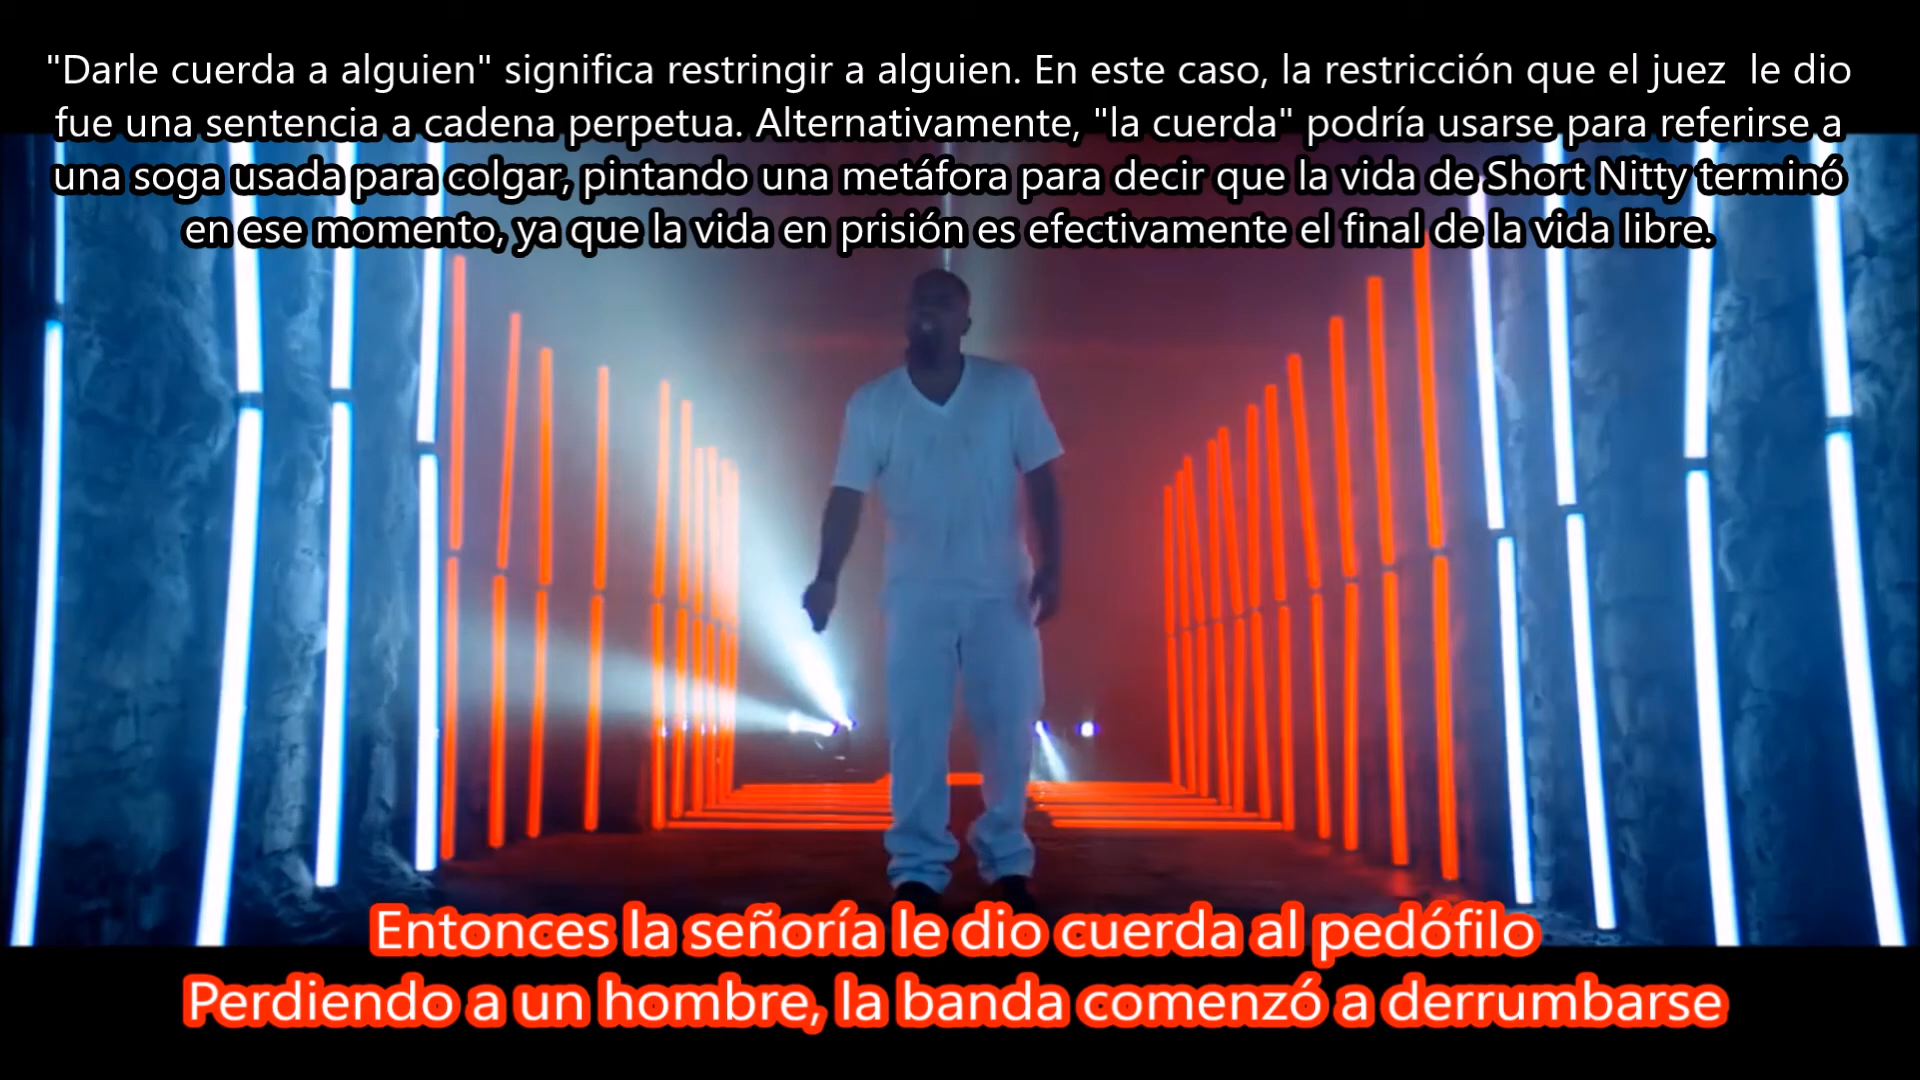 "Darle cuerda a alguien" significa restringir a alguien. En este caso, la restricción que el juez  le dio
fue una sentencia a cadena perpetua. Alternativamente, "la cuerda" podría usarse para referirse a
una soga usada para colgar, pintando una metáfora para decir que la vida de Short Nitty terminó
en ese momento, ya que la vida en prisión es efectivamente el final de la vida libre.
Entonces la señoría le dio cuerda al pedófilo
Perdiendo a un hombre, la banda comenzó a derrumbarse